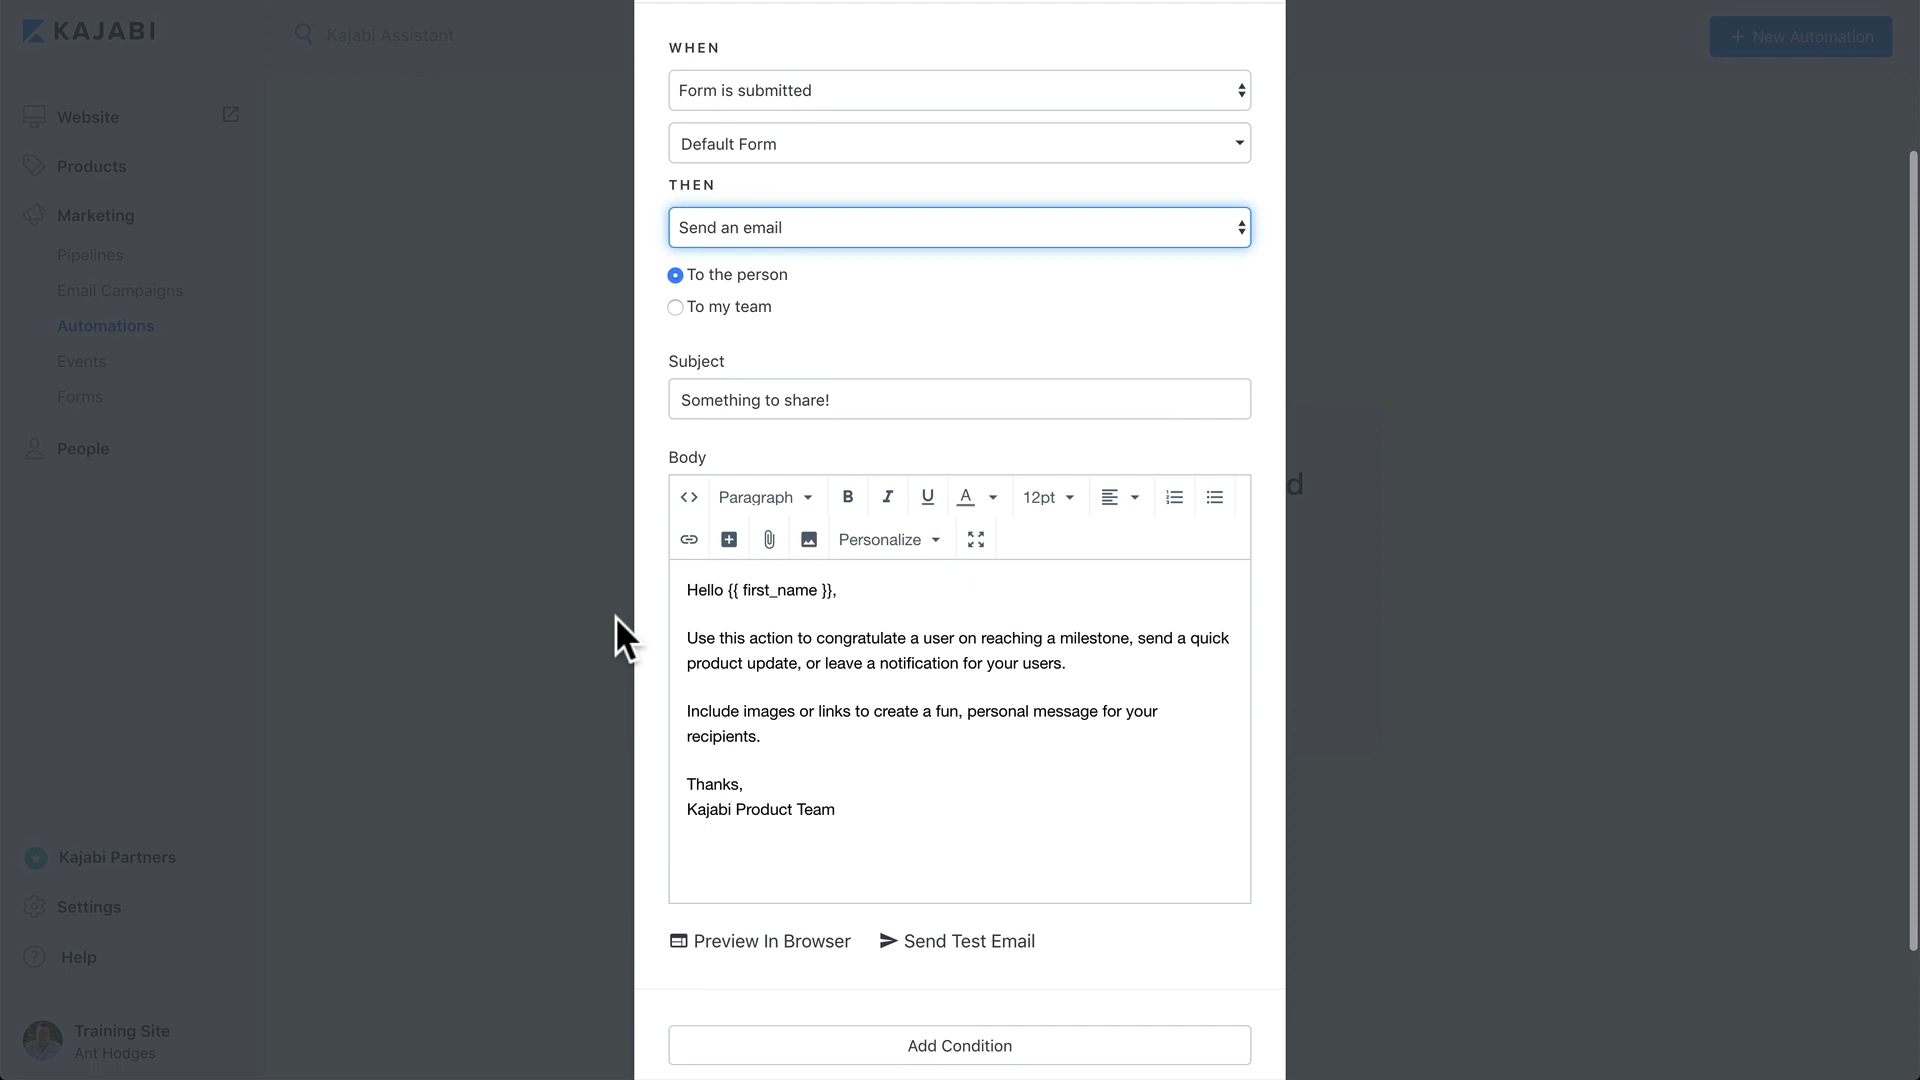 KAJABI
Kajabi Assistant
+ New Automation
Website
Products
Marketing
Pipelines
Email Campaigns
Automations
Events
Forms
People
Kajabi Partners
Settings
Help
Training Site
Ant Hodges
WHEN
Form is submitted
Default Form
THEN
Send an email
To the person
To my team
Subject
Something to share!
Body
Paragraph
B I U A
12pt
Personalize
Hello {{ first_name }},
Use this action to congratulate a user on reaching a milestone, send a quick
product update, or leave a notification for your users.
Include images or links to create a fun, personal message for your
recipients.
Thanks,
Kajabi Product Team
Preview In Browser
Send Test Email
Add Condition
d